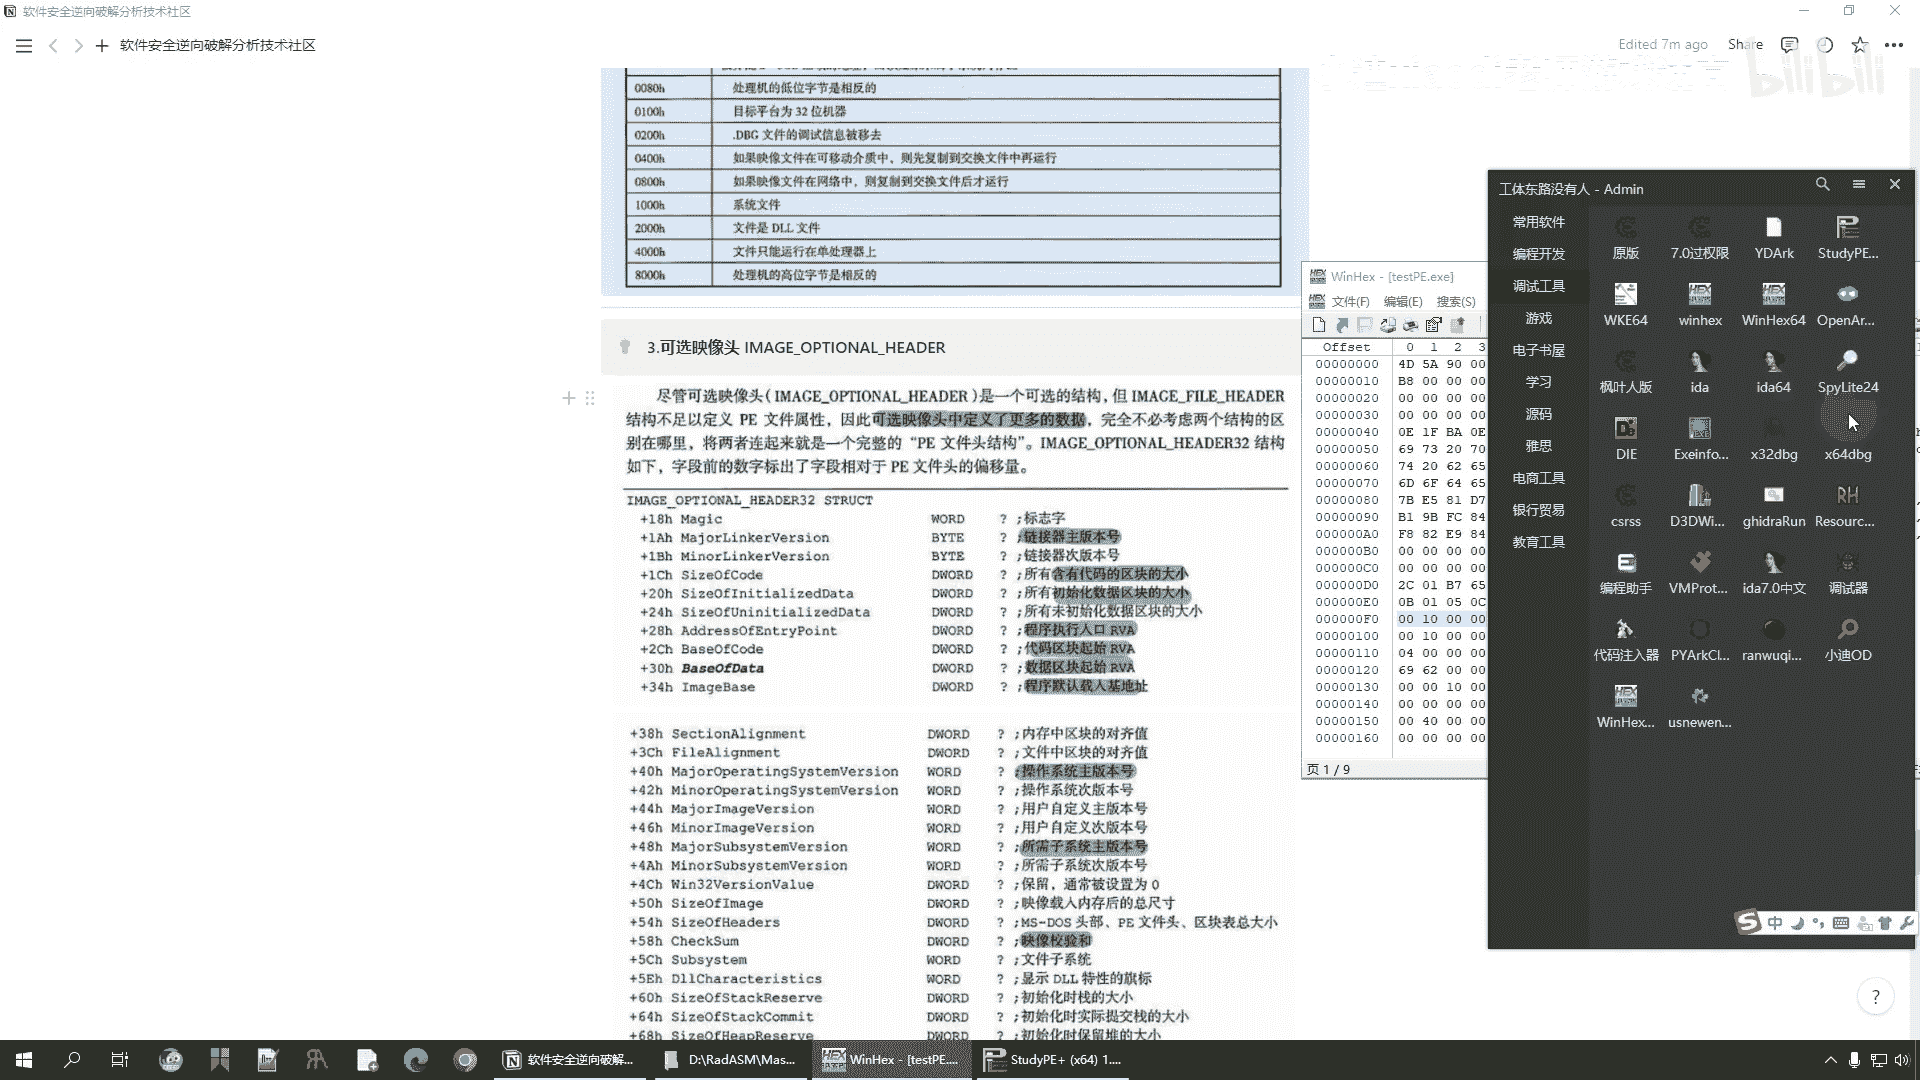 软件安全逆向破解分析技术社区
软件安全逆向破解分析技术社区
Edited 7m ago
Share
bilibili
0080h 处理机的低位字节是相反的
0100h 目标平台为 32 位机器
0200h .DBG 文件的调试信息被移去
0400h 如果映像文件在可移动介质中，则先复制到交换文件中再运行
0800h 如果映像文件在网络中，则复制到交换文件后才运行
1000h 系统文件
2000h 文件是 DLL 文件
4000h 文件只能运行在单处理器上
8000h 处理机的高位字节是相反的
3.可选映像头 IMAGE_OPTIONAL_HEADER
尽管可选映像头（IMAGE_OPTIONAL_HEADER）是一个可选的结构，但 IMAGE_FILE_HEADER
结构不足以定义 PE 文件属性，因此可选映像头中定义了更多的数据，完全不必考虑两个结构的区
别在哪里，将两者连起来就是一个完整的“PE 文件头结构”。IMAGE_OPTIONAL_HEADER32 结构
如下，字段前的数字标出了字段相对于 PE 文件头的偏移量。
IMAGE_OPTIONAL_HEADER32 STRUCT
+18h Magic WORD ? ;标志字
+1Ah MajorLinkerVersion BYTE ? ;链接器主版本号
+1Bh MinorLinkerVersion BYTE ? ;链接器次版本号
+1Ch SizeOfCode DWORD ? ;所有含有代码的区块的大小
+20h SizeOfInitializedData DWORD ? ;所有初始化数据区块的大小
+24h SizeOfUninitializedData DWORD ? ;所有未初始化数据区块的大小
+28h AddressOfEntryPoint DWORD ? ;程序执行入口 RVA
+2Ch BaseOfCode DWORD ? ;代码区块起始 RVA
+30h BaseOfData DWORD ? ;数据区块起始 RVA
+34h ImageBase DWORD ? ;程序默认载入基地址
+38h SectionAlignment DWORD ? ;内存中区块的对齐值
+3Ch FileAlignment DWORD ? ;文件中区块的对齐值
+40h MajorOperatingSystemVersion WORD ? ;操作系统主版本号
+42h MinorOperatingSystemVersion WORD ? ;操作系统次版本号
+44h MajorImageVersion WORD ? ;用户自定义主版本号
+46h MinorImageVersion WORD ? ;用户自定义次版本号
+48h MajorSubsystemVersion WORD ? ;所需子系统主版本号
+4Ah MinorSubsystemVersion WORD ? ;所需子系统次版本号
+4Ch Win32VersionValue DWORD ? ;保留，通常被设置为 0
+50h SizeOfImage DWORD ? ;映像载入内存后的总尺寸
+54h SizeOfHeaders DWORD ? ;MS-DOS 头部、PE 文件头、区块表总大小
+58h CheckSum DWORD ? ;映像校验和
+5Ch Subsystem WORD ? ;文件子系统
+5Eh DllCharacteristics WORD ? ;显示 DLL 特性的旗标
+60h SizeOfStackReserve DWORD ? ;初始化时栈的大小
+64h SizeOfStackCommit DWORD ? ;初始化时实际提交栈的大小
+68h SizeOfHeapReserve DWORD ? ;初始化时保留堆的大小
WinHex - [testPE.exe]
文件(F) 编辑(E) 搜索(S)
Offset 0 1 2 3
00000000 4D 5A 90 00
00000010 B8 00 00 00
00000020 00 00 00 00
00000030 00 00 00 00
00000040 0E 1F BA 0E
00000050 69 73 20 70
00000060 74 20 62 65
00000070 6D 6F 64 65
00000080 7B E5 81 D7
00000090 B1 9B FC 84
000000A0 F8 82 E9 84
000000B0 00 00 00 00
000000C0 00 00 00 00
000000D0 2C 01 B7 65
000000E0 0B 01 05 0C
000000F0 00 10 00 00
00000100 00 10 00 00
00000110 04 00 00 00
00000120 69 62 00 00
00000130 00 00 10 00
00000140 00 00 00 00
00000150 00 40 00 00
00000160 00 00 00 00
页 1 / 9
工体东路没有人 - Admin
常用软件
编程开发
调试工具
游戏
电子书屋
学习
源码
雅思
电商工具
银行贸易
教育工具
原版 7.0过权限 YDArk StudyPE...
WKE64 winhex WinHex64 OpenAr...
枫叶人版 ida ida64 SpyLite24
DIE Exeinfo... x32dbg x64dbg
csrss D3DWi... ghidraRun Resourc...
编程助手 VMProt... ida7.0中文 调试器
代码注入器 PYArkCl... ranwuqi... 小迪OD
WinHex... usnewen...
中
?
软件安全逆向破解... D:\RadASM\Mas... WinHex - [testPE.... StudyPE+ (x64) 1....